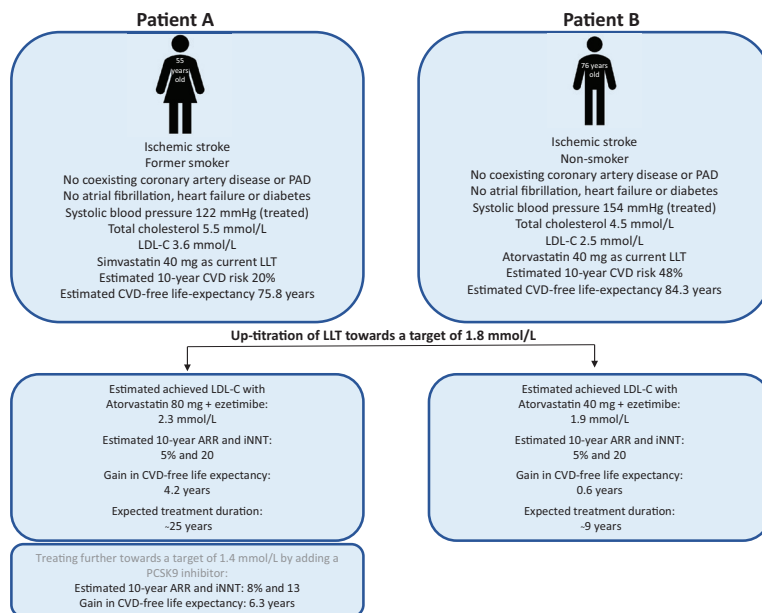 Patient A
55
years
old
Ischemic stroke
Former smoker
No coexisting coronary artery disease or PAD
No atrial fibrillation, heart failure or diabetes
Systolic blood pressure 122 mmHg (treated)
Total cholesterol 5.5 mmol/L
LDL-C 3.6 mmol/L
Simvastatin 40 mg as current LLT
Estimated 10-year CVD risk 20%
Estimated CVD-free life-expectancy 75.8 years
Patient B
76 years
old
Ischemic stroke
Non-smoker
No coexisting coronary artery disease or PAD
No atrial fibrillation, heart failure or diabetes
Systolic blood pressure 154 mmHg (treated)
Total cholesterol 4.5 mmol/L
LDL-C 2.5 mmol/L
Atorvastatin 40 mg as current LLT
Estimated 10-year CVD risk 48%
Estimated CVD-free life-expectancy 84.3 years
Up-titration of LLT towards a target of 1.8 mmol/L
Estimated achieved LDL-C with
Atorvastatin 80 mg + ezetimibe:
2.3 mmol/L
Estimated 10-year ARR and iNNT:
5% and 20
Gain in CVD-free life expectancy:
4.2 years
Expected treatment duration:
~25 years
Estimated achieved LDL-C with
Atorvastatin 40 mg + ezetimibe:
1.9 mmol/L
Estimated 10-year ARR and iNNT:
5% and 20
Gain in CVD-free life expectancy:
0.6 years
Expected treatment duration:
~9 years
Treating further towards a target of 1.4 mmol/L by adding a
PCSK9 inhibitor:
Estimated 10-year ARR and iNNT: 8% and 13
Gain in CVD-free life expectancy: 6.3 years